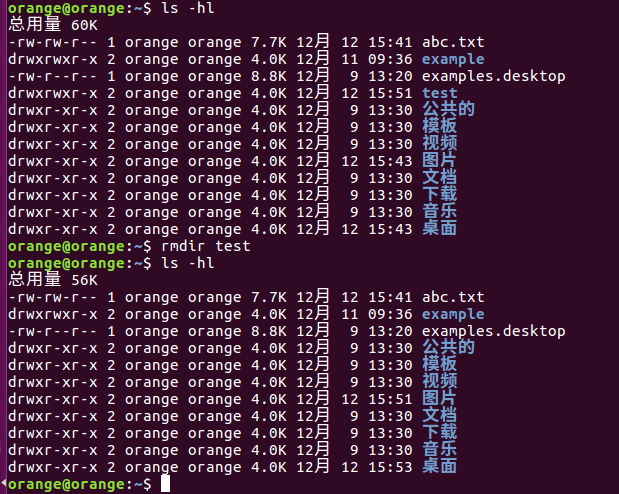 orange@orange:~$ ls -hl
总用量 60K
-rw-rw-r-- 1 orange orange 7.7K 12月 12 15:41 abc.txt
drwxrwxr-x 2 orange orange 4.0K 12月 11 09:36 example
-rw-r--r-- 1 orange orange 8.8K 12月  9 13:20 examples.desktop
drwxrwxr-x 2 orange orange 4.0K 12月 12 15:51 test
drwxr-xr-x 2 orange orange 4.0K 12月  9 13:30 公共的
drwxr-xr-x 2 orange orange 4.0K 12月  9 13:30 模板
drwxr-xr-x 2 orange orange 4.0K 12月  9 13:30 视频
drwxr-xr-x 2 orange orange 4.0K 12月 12 15:43 图片
drwxr-xr-x 2 orange orange 4.0K 12月  9 13:30 文档
drwxr-xr-x 2 orange orange 4.0K 12月  9 13:30 下载
drwxr-xr-x 2 orange orange 4.0K 12月  9 13:30 音乐
drwxr-xr-x 2 orange orange 4.0K 12月 12 15:43 桌面
orange@orange:~$ rmdir test
orange@orange:~$ ls -hl
总用量 56K
-rw-rw-r-- 1 orange orange 7.7K 12月 12 15:41 abc.txt
drwxrwxr-x 2 orange orange 4.0K 12月 11 09:36 example
-rw-r--r-- 1 orange orange 8.8K 12月  9 13:20 examples.desktop
drwxr-xr-x 2 orange orange 4.0K 12月  9 13:30 公共的
drwxr-xr-x 2 orange orange 4.0K 12月  9 13:30 模板
drwxr-xr-x 2 orange orange 4.0K 12月  9 13:30 视频
drwxr-xr-x 2 orange orange 4.0K 12月 12 15:51 图片
drwxr-xr-x 2 orange orange 4.0K 12月  9 13:30 文档
drwxr-xr-x 2 orange orange 4.0K 12月  9 13:30 下载
drwxr-xr-x 2 orange orange 4.0K 12月  9 13:30 音乐
drwxr-xr-x 2 orange orange 4.0K 12月 12 15:53 桌面
orange@orange:~$